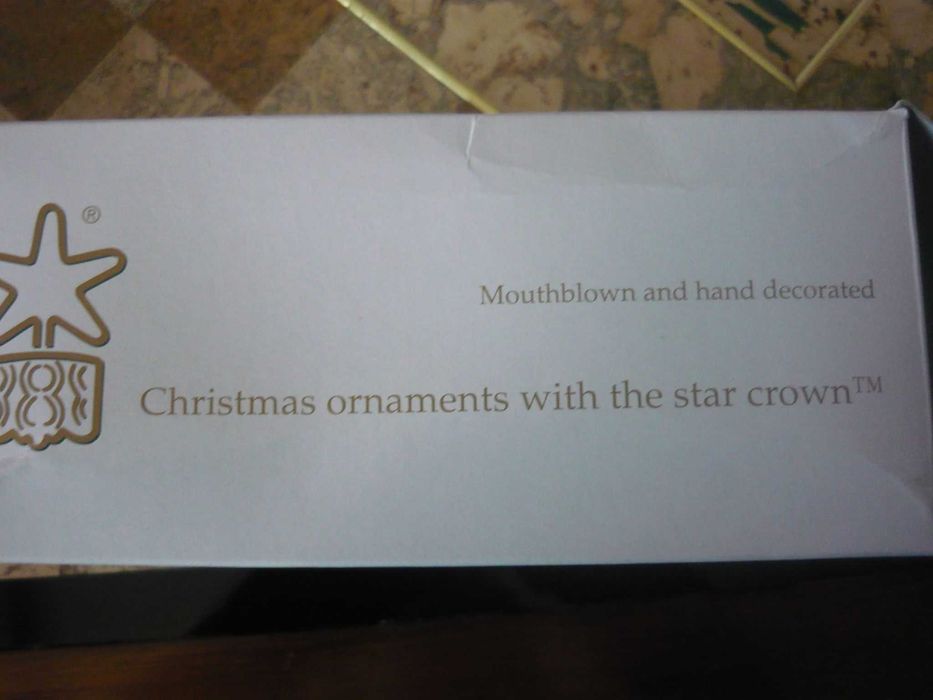 ®
Mouthblown and hand decorated
Christmas ornaments with the star crown™